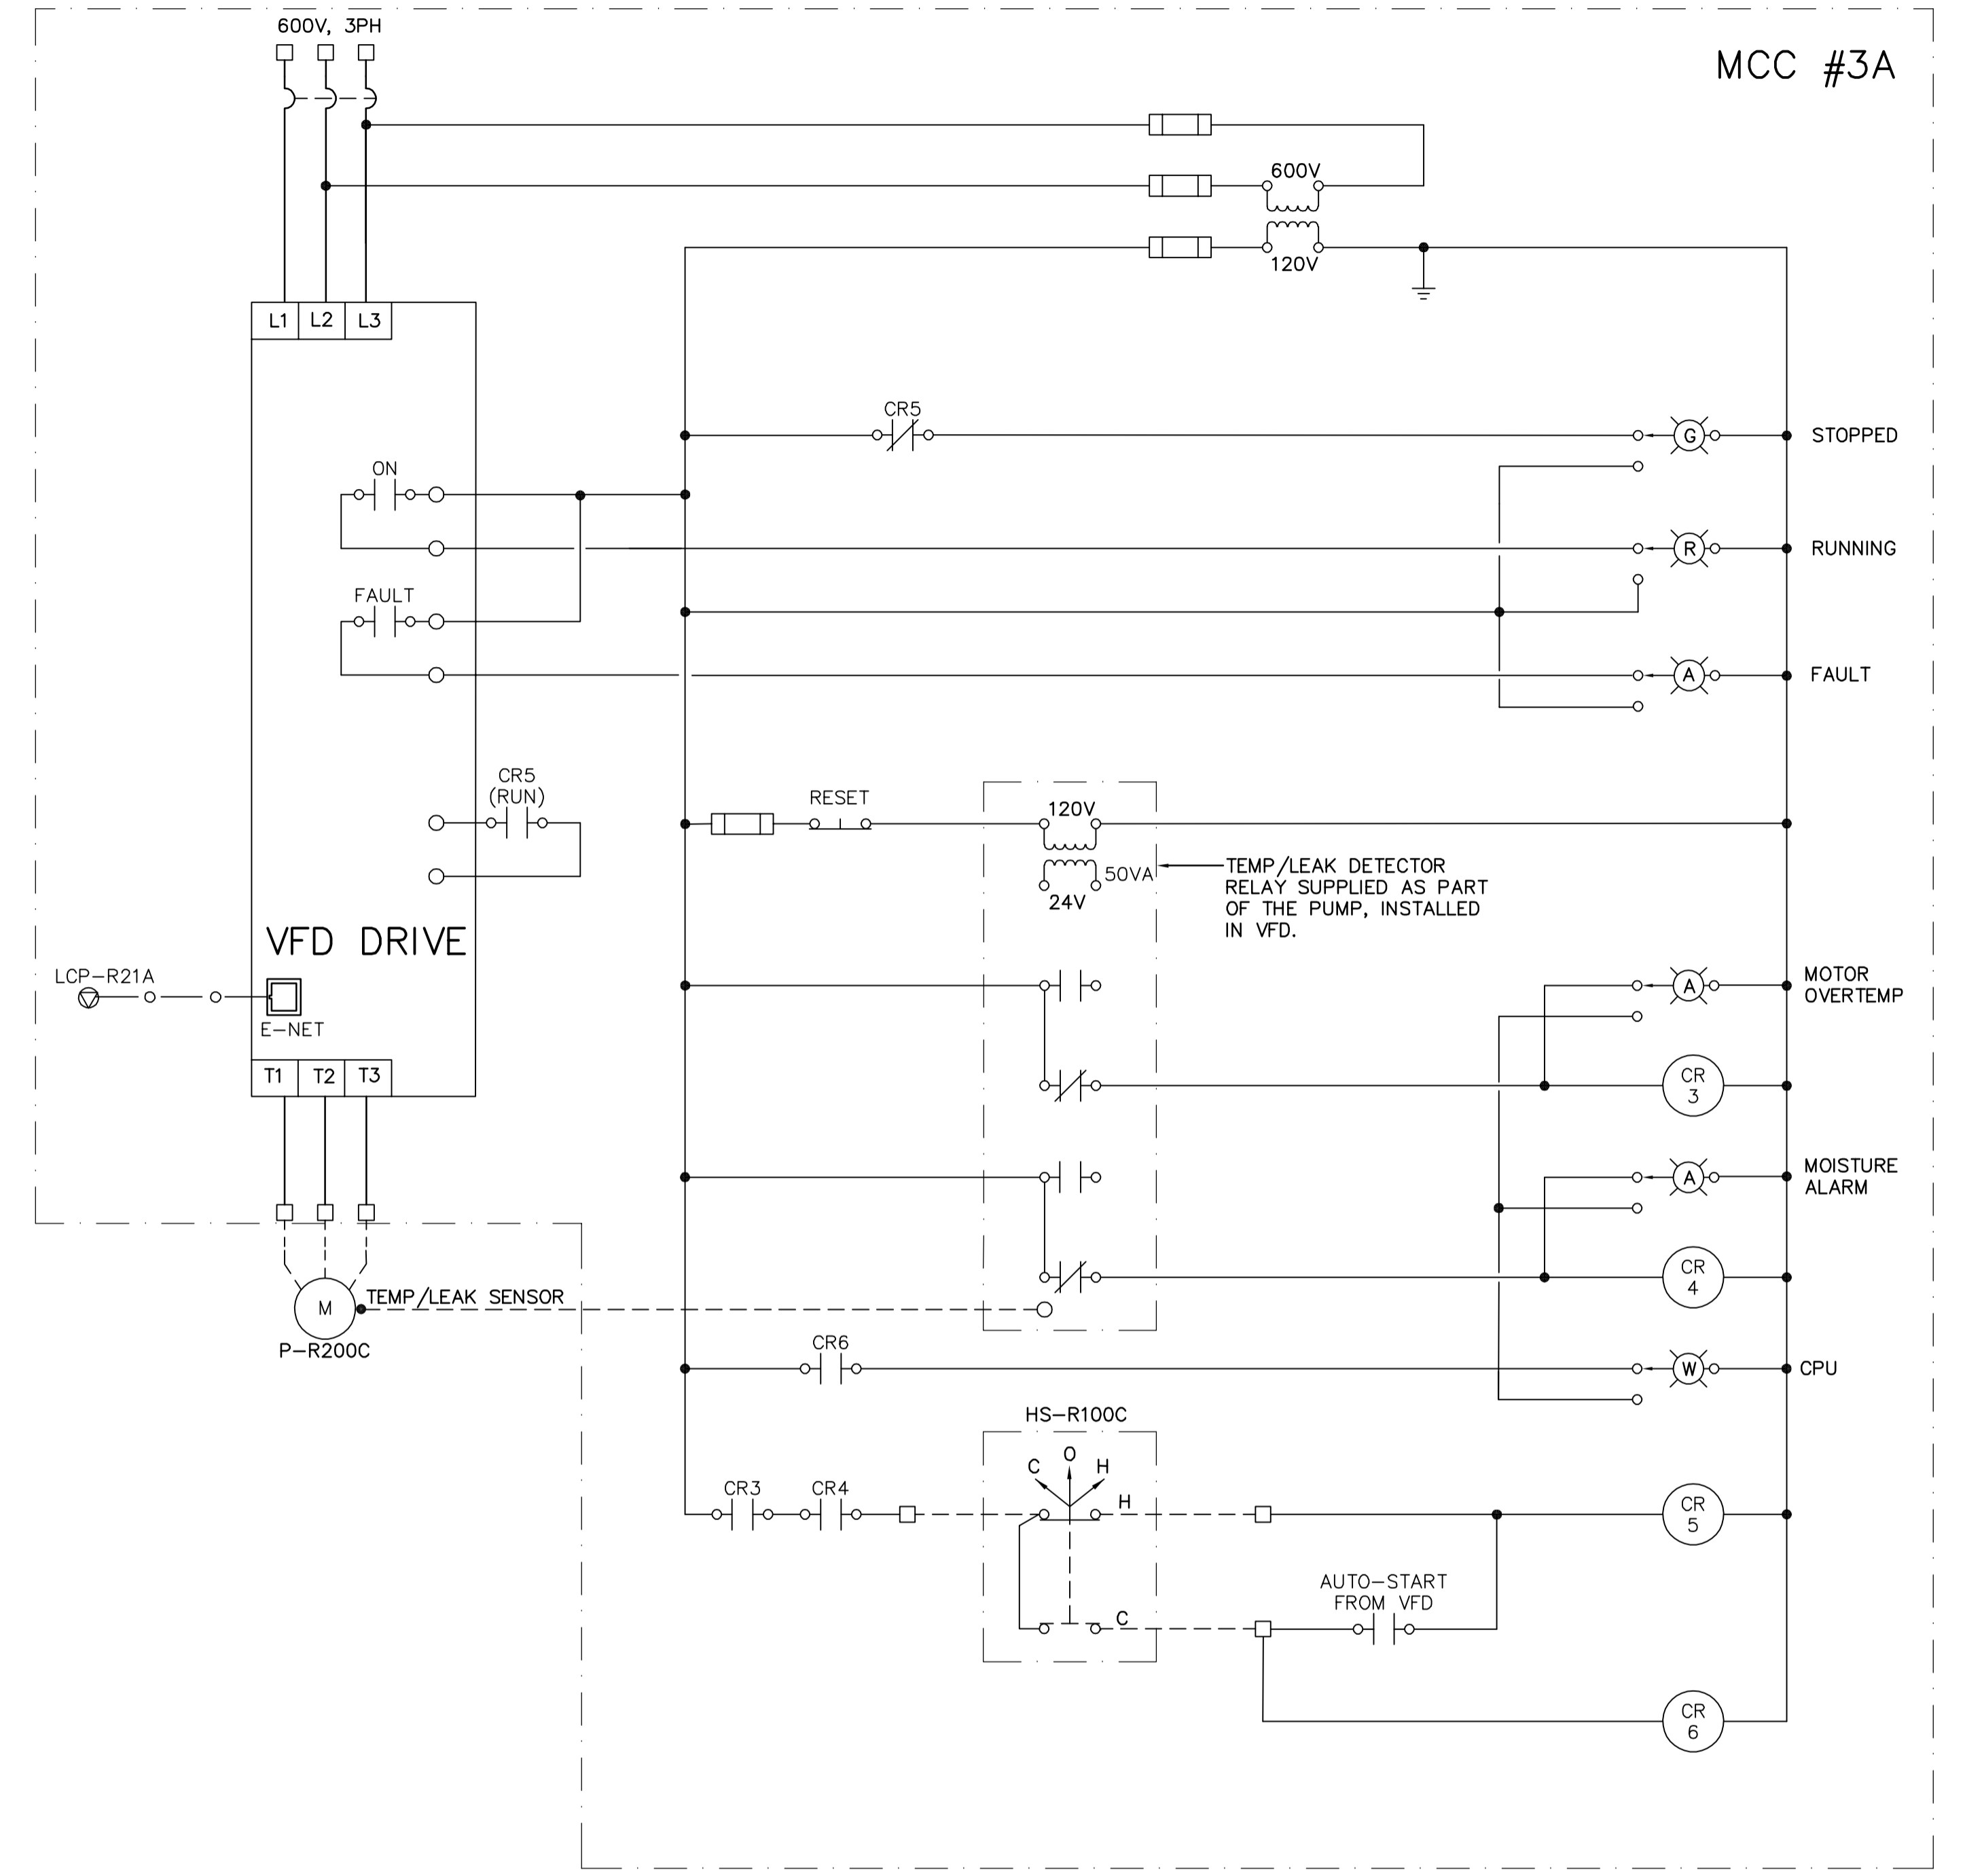 600V, 3PH
MCC #3A
600V
120V
L1 L2 L3
CR5
G
STOPPED
ON
R
RUNNING
FAULT
A
FAULT
CR5
(RUN)
RESET
120V
50VA
24V
TEMP/LEAK DETECTOR
RELAY SUPPLIED AS PART
OF THE PUMP, INSTALLED
IN VFD.
VFD DRIVE
LCP-R21A
E-NET
A
MOTOR
OVERTEMP
T1 T2 T3
CR
3
A
MOISTURE
ALARM
CR
4
TEMP/LEAK SENSOR
M
P-R200C
CR6
W
CPU
HS-R100C
C O H
H
CR3
CR4
CR
5
AUTO-START
FROM VFD
C
CR
6